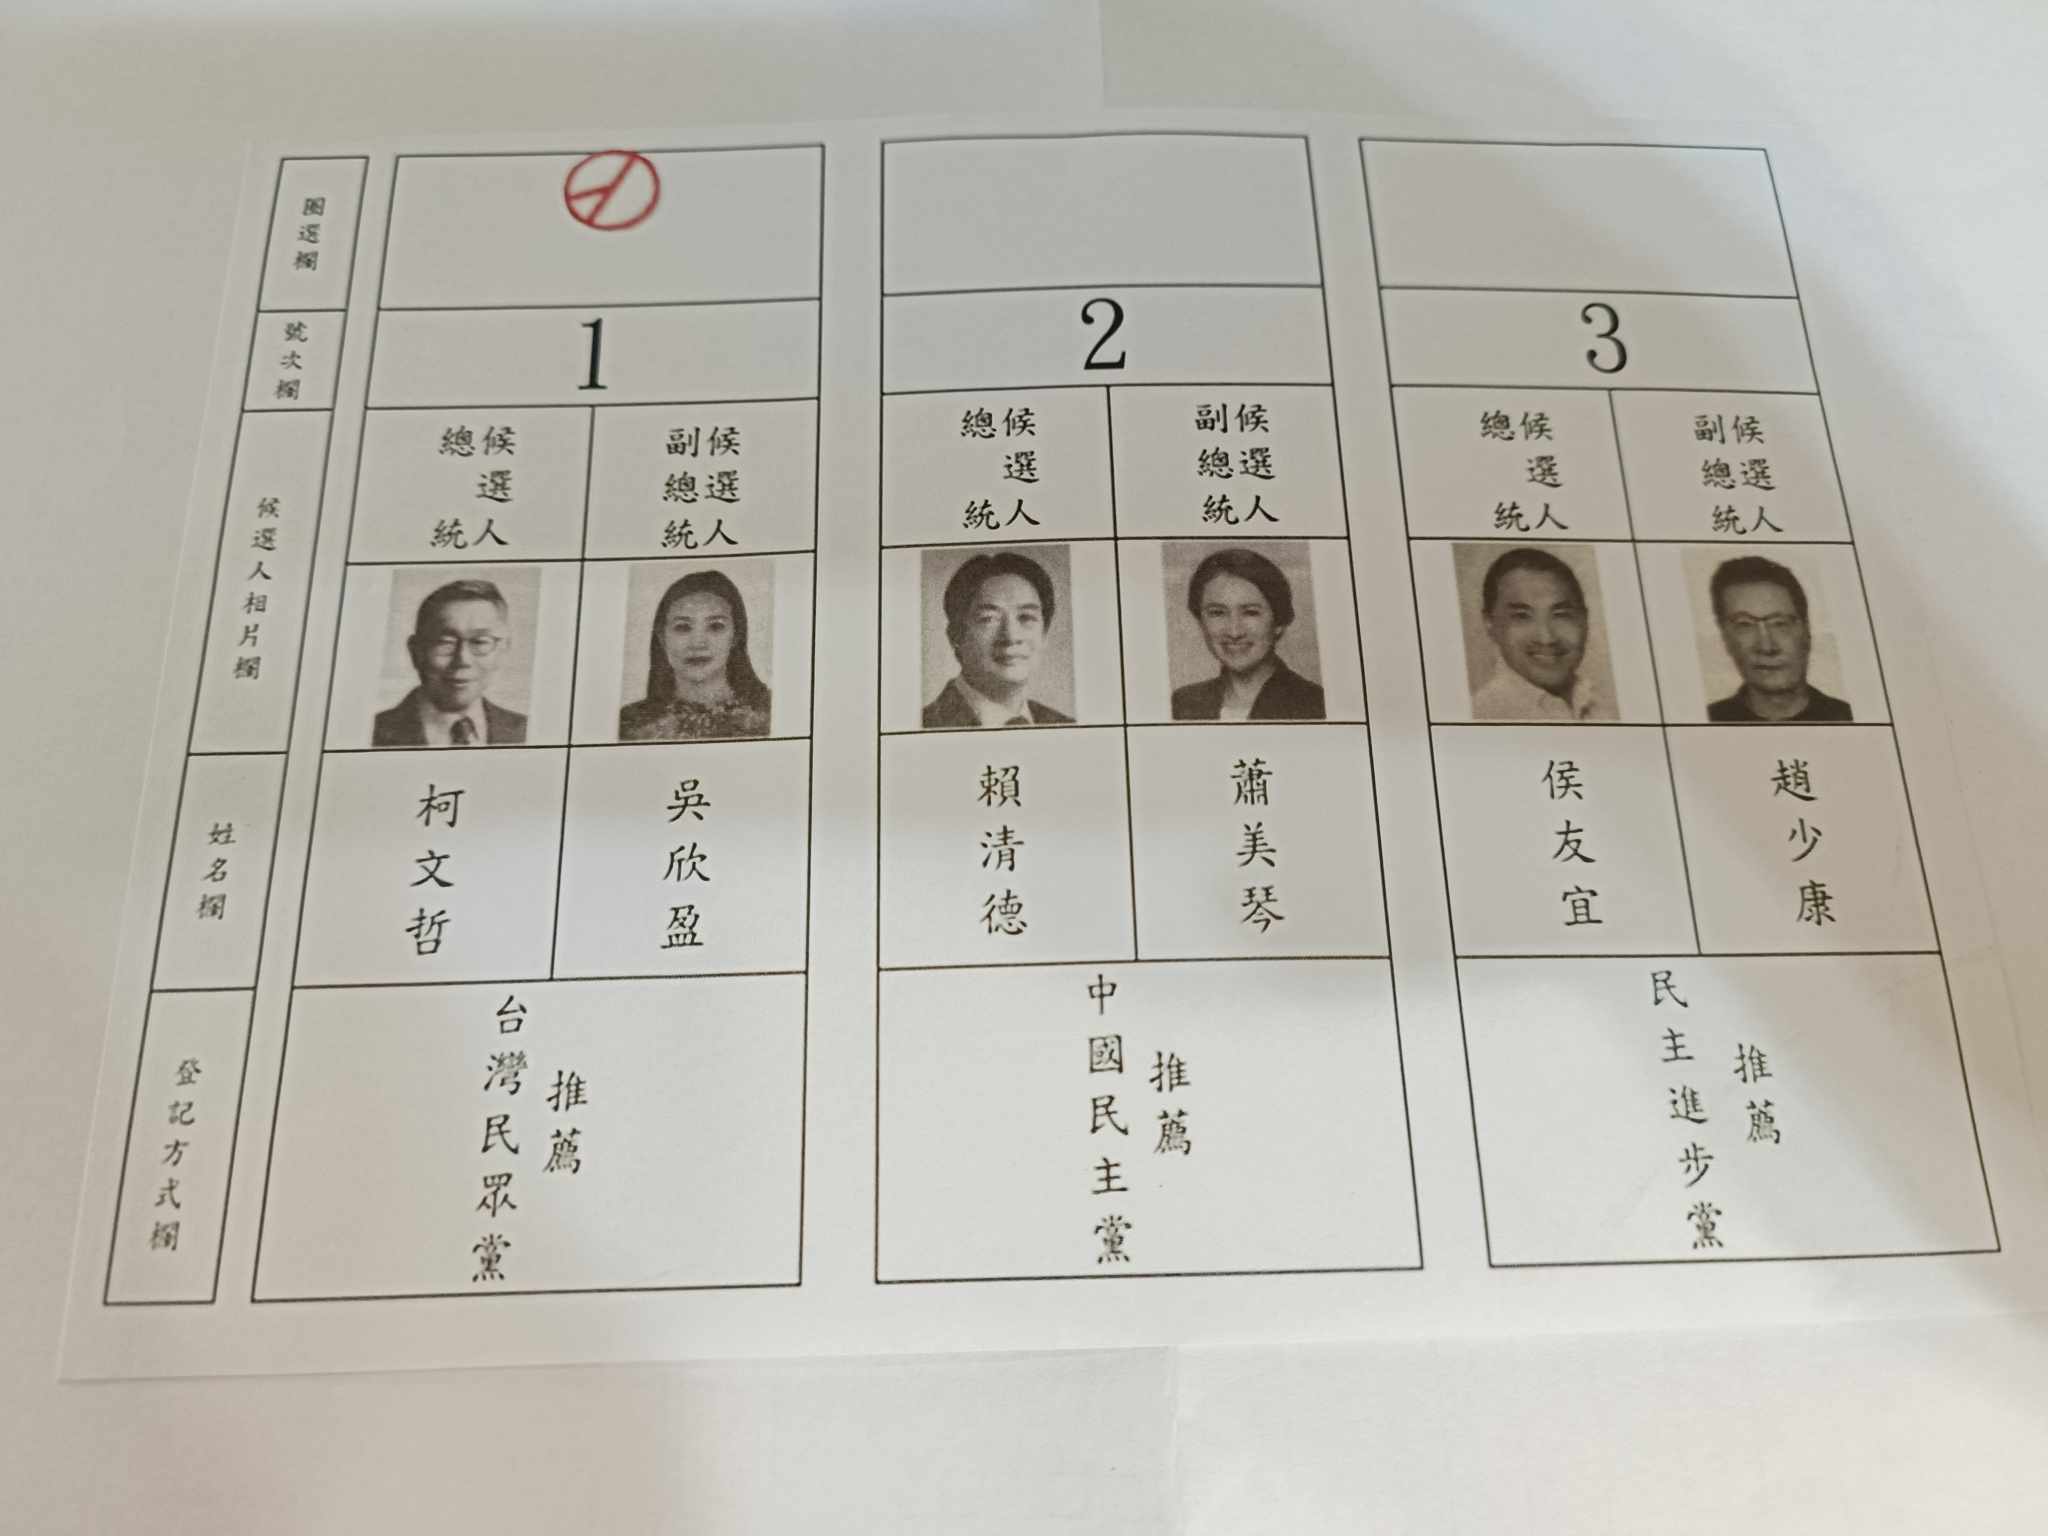 圈選欄
號次欄
候選人相片欄
姓名欄
登記方式欄
1
總統
候選人
副總統
候選人
柯文哲
吳欣盈
台灣民眾黨
推薦
2
總統
候選人
副總統
候選人
賴清德
蕭美琴
中國民主黨
推薦
3
總統
候選人
副總統
候選人
侯友宜
趙少康
民主進步黨
推薦